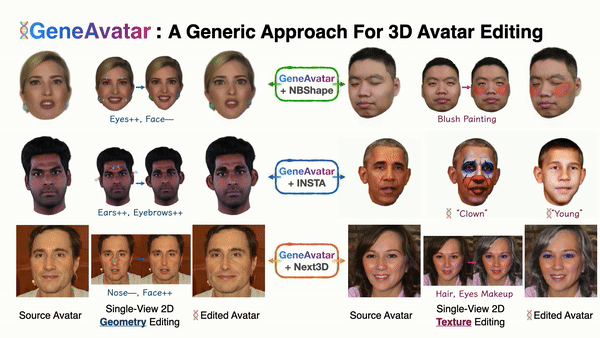 GeneAvatar : A Generic Approach For 3D Avatar Editing
Eyes++, Face—
GeneAvatar
+ NBShape
Blush Painting
Ears++, Eyebrows++
GeneAvatar
+ INSTA
"Clown"
"Young"
Nose—, Face++
GeneAvatar
+ Next3D
Hair, Eyes Makeup
Source Avatar
Single-View 2D
Geometry Editing
Edited Avatar
Source Avatar
Single-View 2D
Texture Editing
Edited Avatar